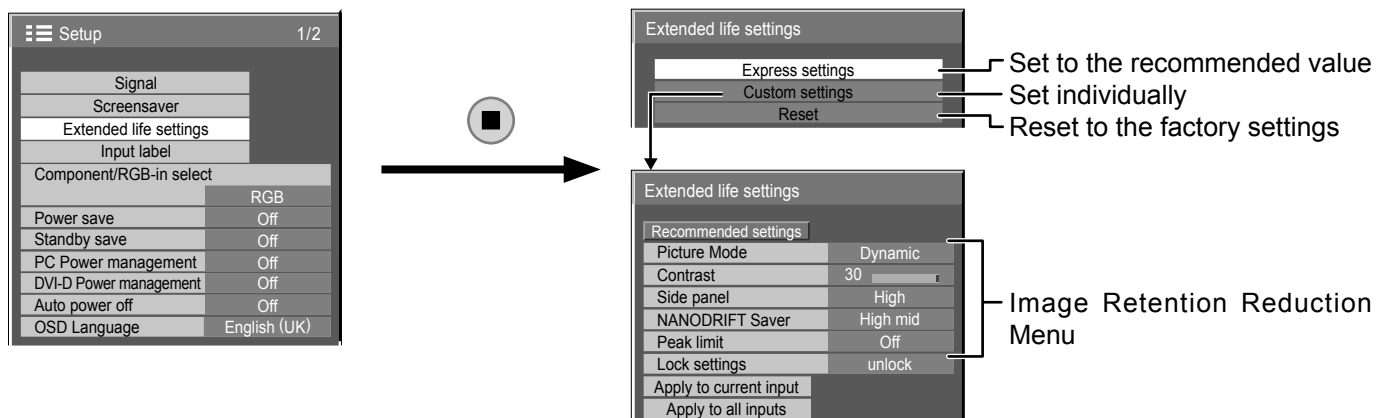 Setup 1/2
Signal
Screensaver
Extended life settings
Input label
Component/RGB-in select
RGB
Power save Off
Standby save Off
PC Power management Off
DVI-D Power management Off
Auto power off Off
OSD Language English (UK)
Extended life settings
Express settings
Custom settings
Reset
Set to the recommended value
Set individually
Reset to the factory settings
Extended life settings
Recommended settings
Picture Mode Dynamic
Contrast 30
Side panel High
NANODRIFT Saver High mid
Peak limit Off
Lock settings unlock
Apply to current input
Apply to all inputs
Image Retention Reduction
Menu